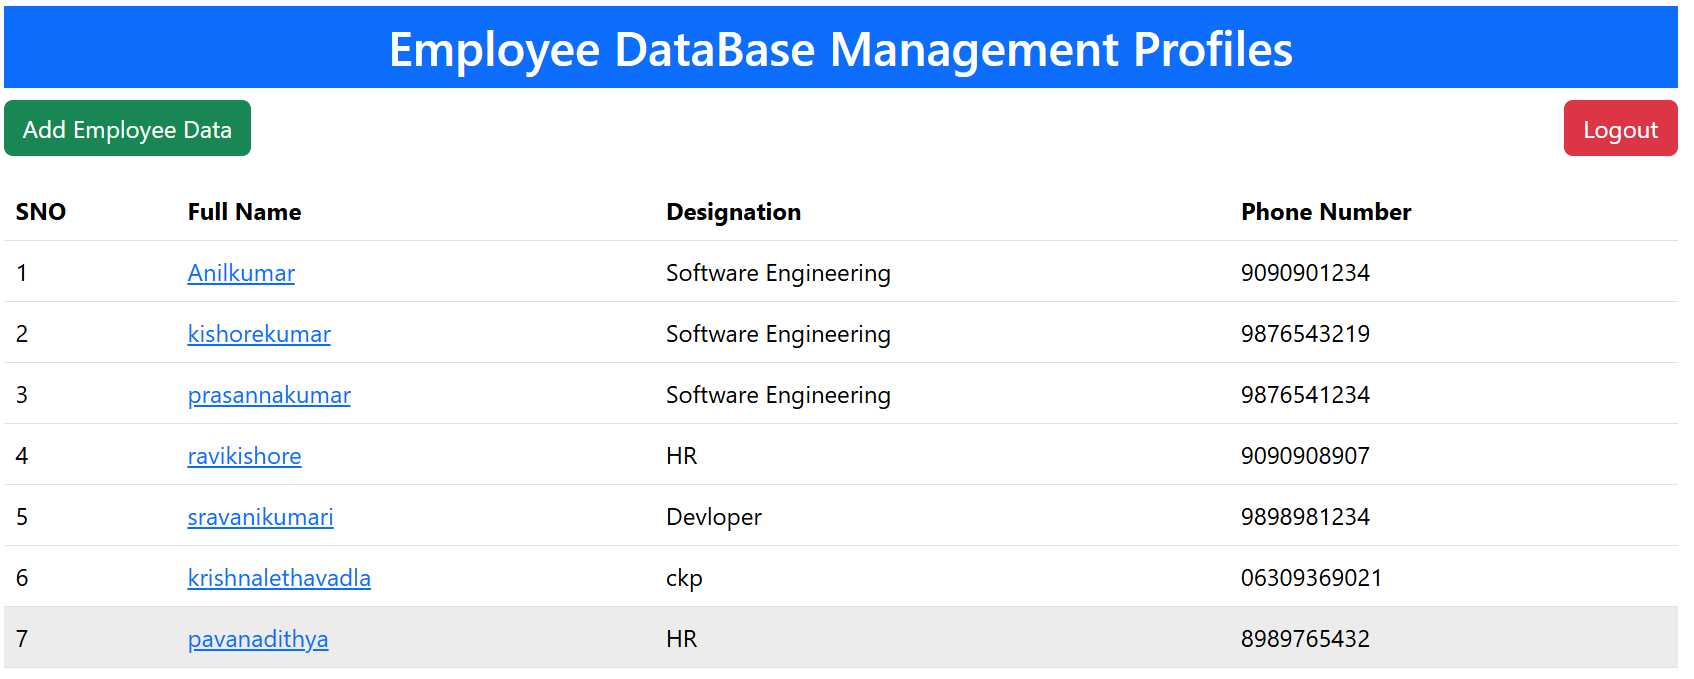 Employee DataBase Management Profiles
Add Employee Data Logout
SNO Full Name Designation Phone Number
1 Anilkumar Software Engineering 9090901234
2 kishorekumar Software Engineering 9876543219
3 prasannakumar Software Engineering 9876541234
4 ravikishore HR 9090908907
5 sravanikumari Devloper 9898981234
6 krishnalethavadla ckp 06309369021
7 pavanadithya HR 8989765432